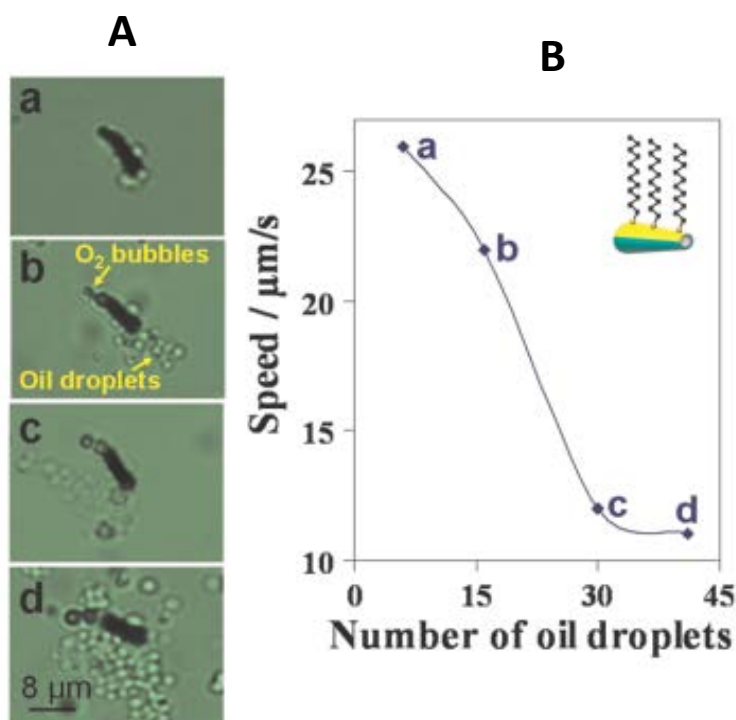 A
a
b
O₂ bubbles
Oil droplets
c
d
8 µm
B
Speed / µm/s
25
20
15
10
a
b
c
d
0 15 30 45
Number of oil droplets